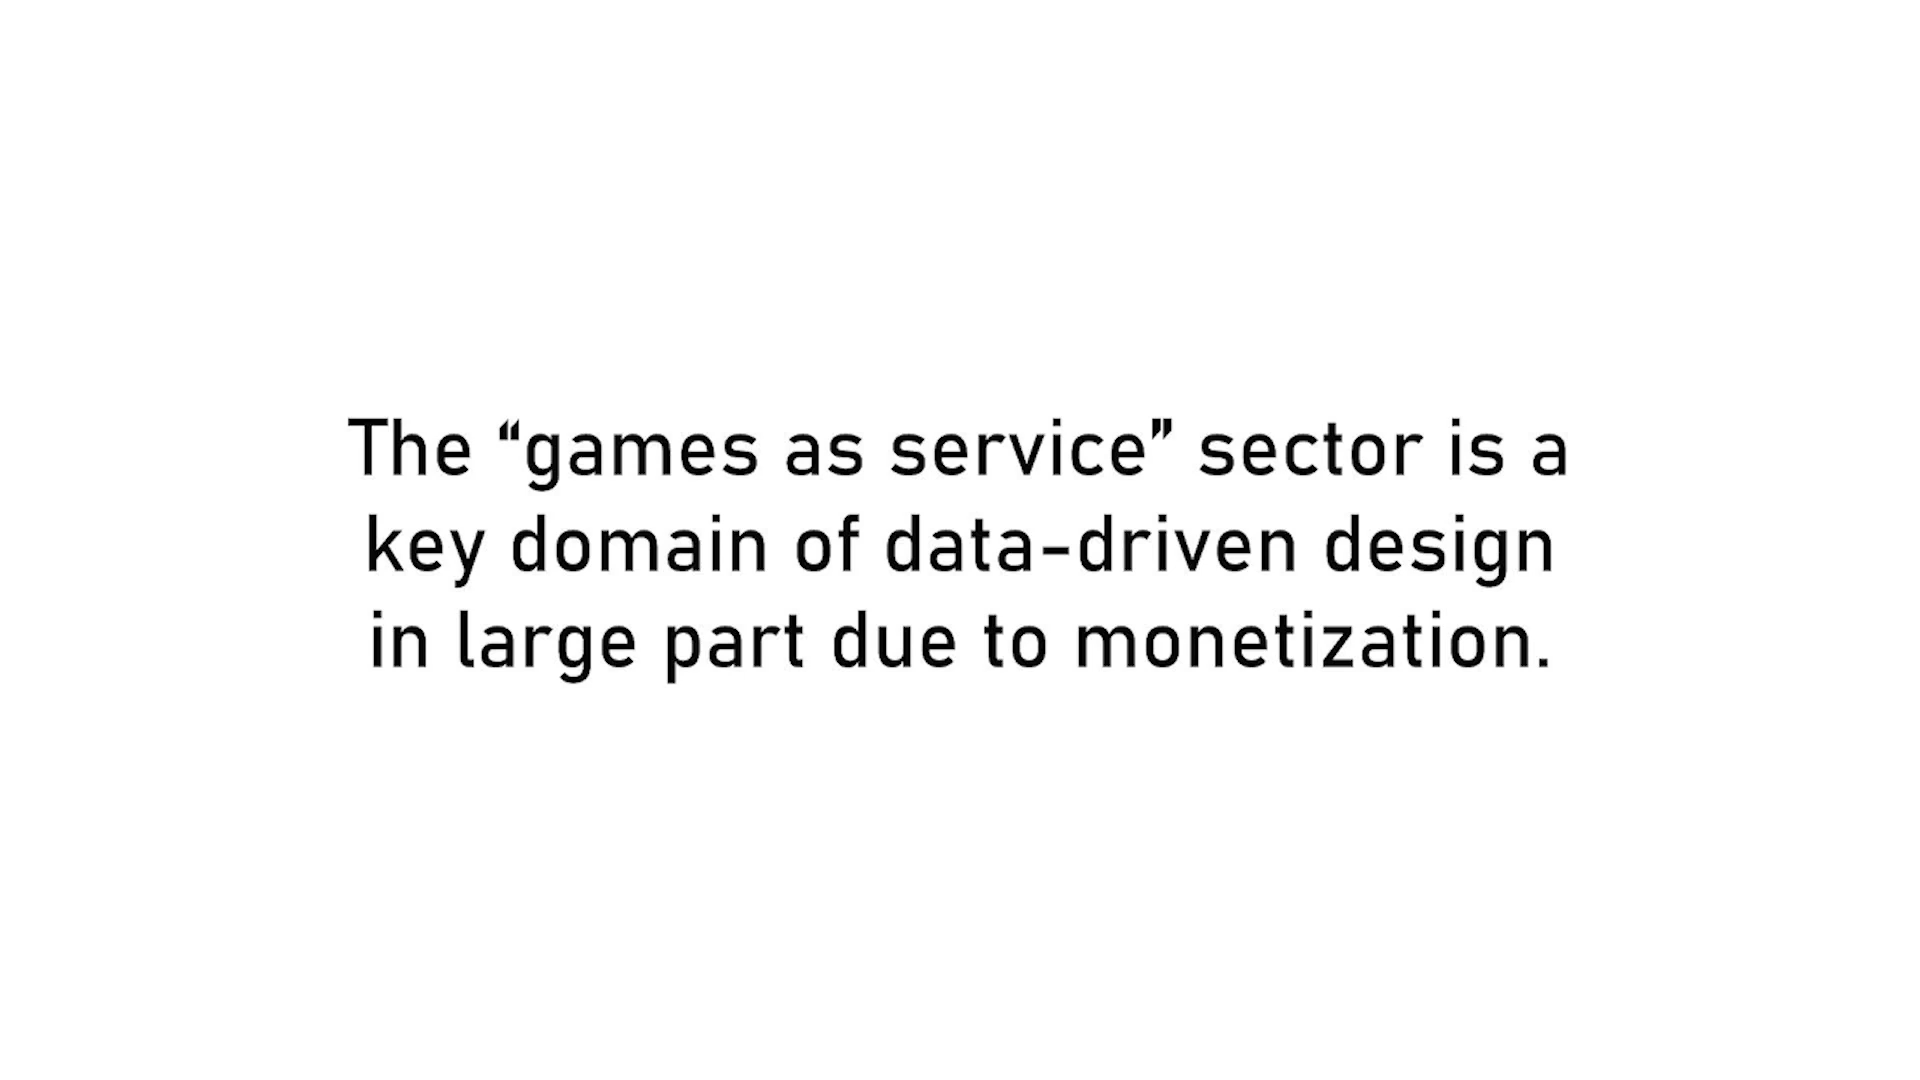 The “games as service” sector is a
key domain of data-driven design
in large part due to monetization.